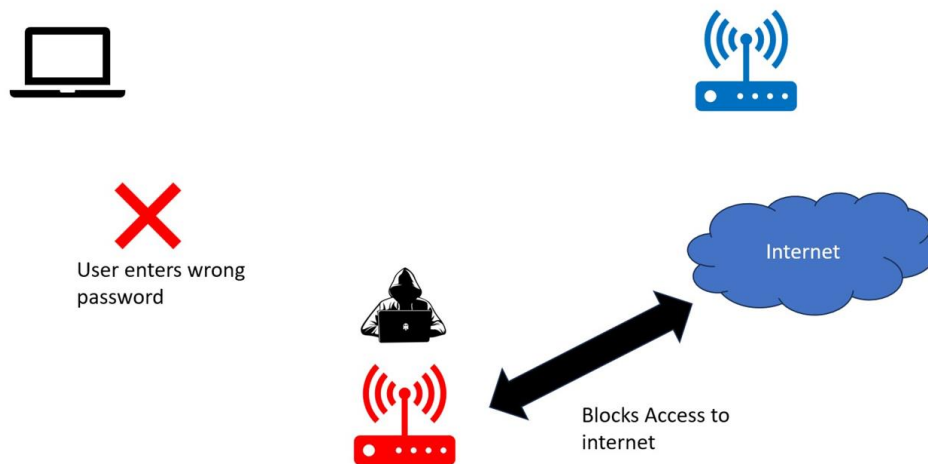 User enters wrong
password
Internet
Blocks Access to
internet